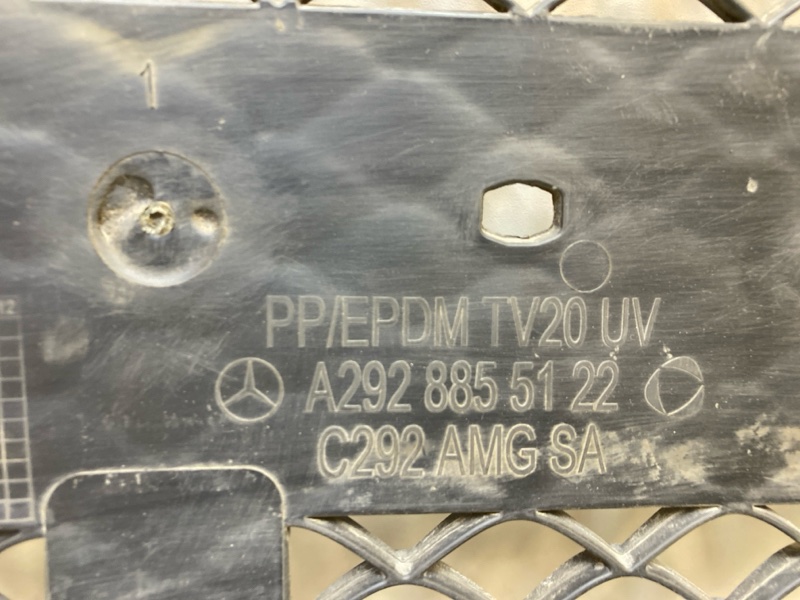 1
PP/EPDM TV20 UV
A292 885 51 22
C292 AMG SA